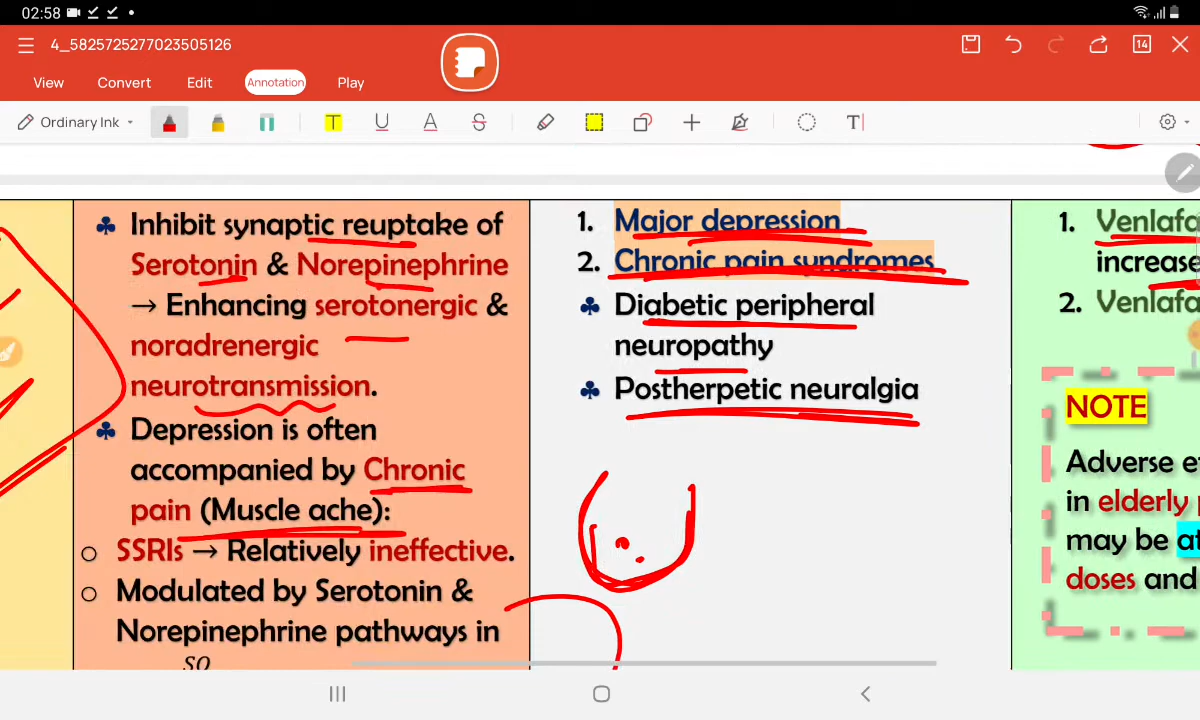 02:58
4_5825725277023505126
14
View
Convert
Edit
Annotation
Play
Ordinary Ink
T
U
A
S
T
Inhibit synaptic reuptake of
Serotonin & Norepinephrine
→ Enhancing serotonergic &
noradrenergic
neurotransmission.
Depression is often
accompanied by Chronic
pain (Muscle ache):
SSRIs → Relatively ineffective.
Modulated by Serotonin &
Norepinephrine pathways in
SO
1. Major depression
2. Chronic pain syndromes
Diabetic peripheral
neuropathy
Postherpetic neuralgia
1. Venlafa
increase
2. Venlafa
NOTE
Adverse e
in elderly
may be at
doses and